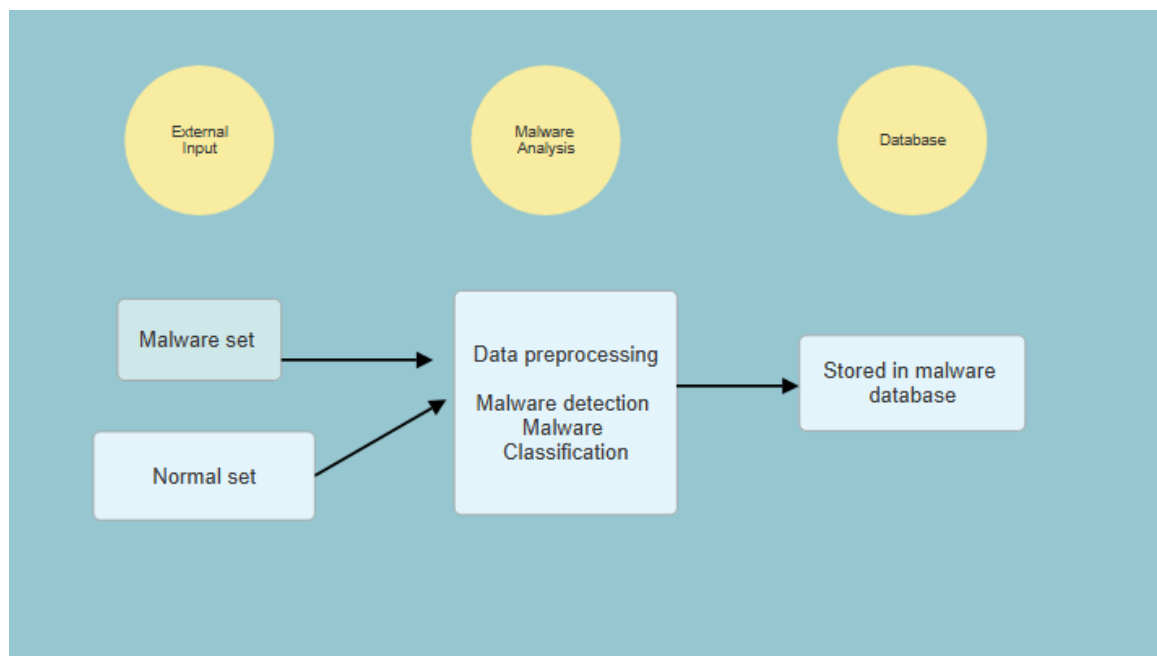 External
Input
Malware
Analysis
Database
Malware set
Normal set
Data preprocessing
Malware detection
Malware
Classification
Stored in malware
database